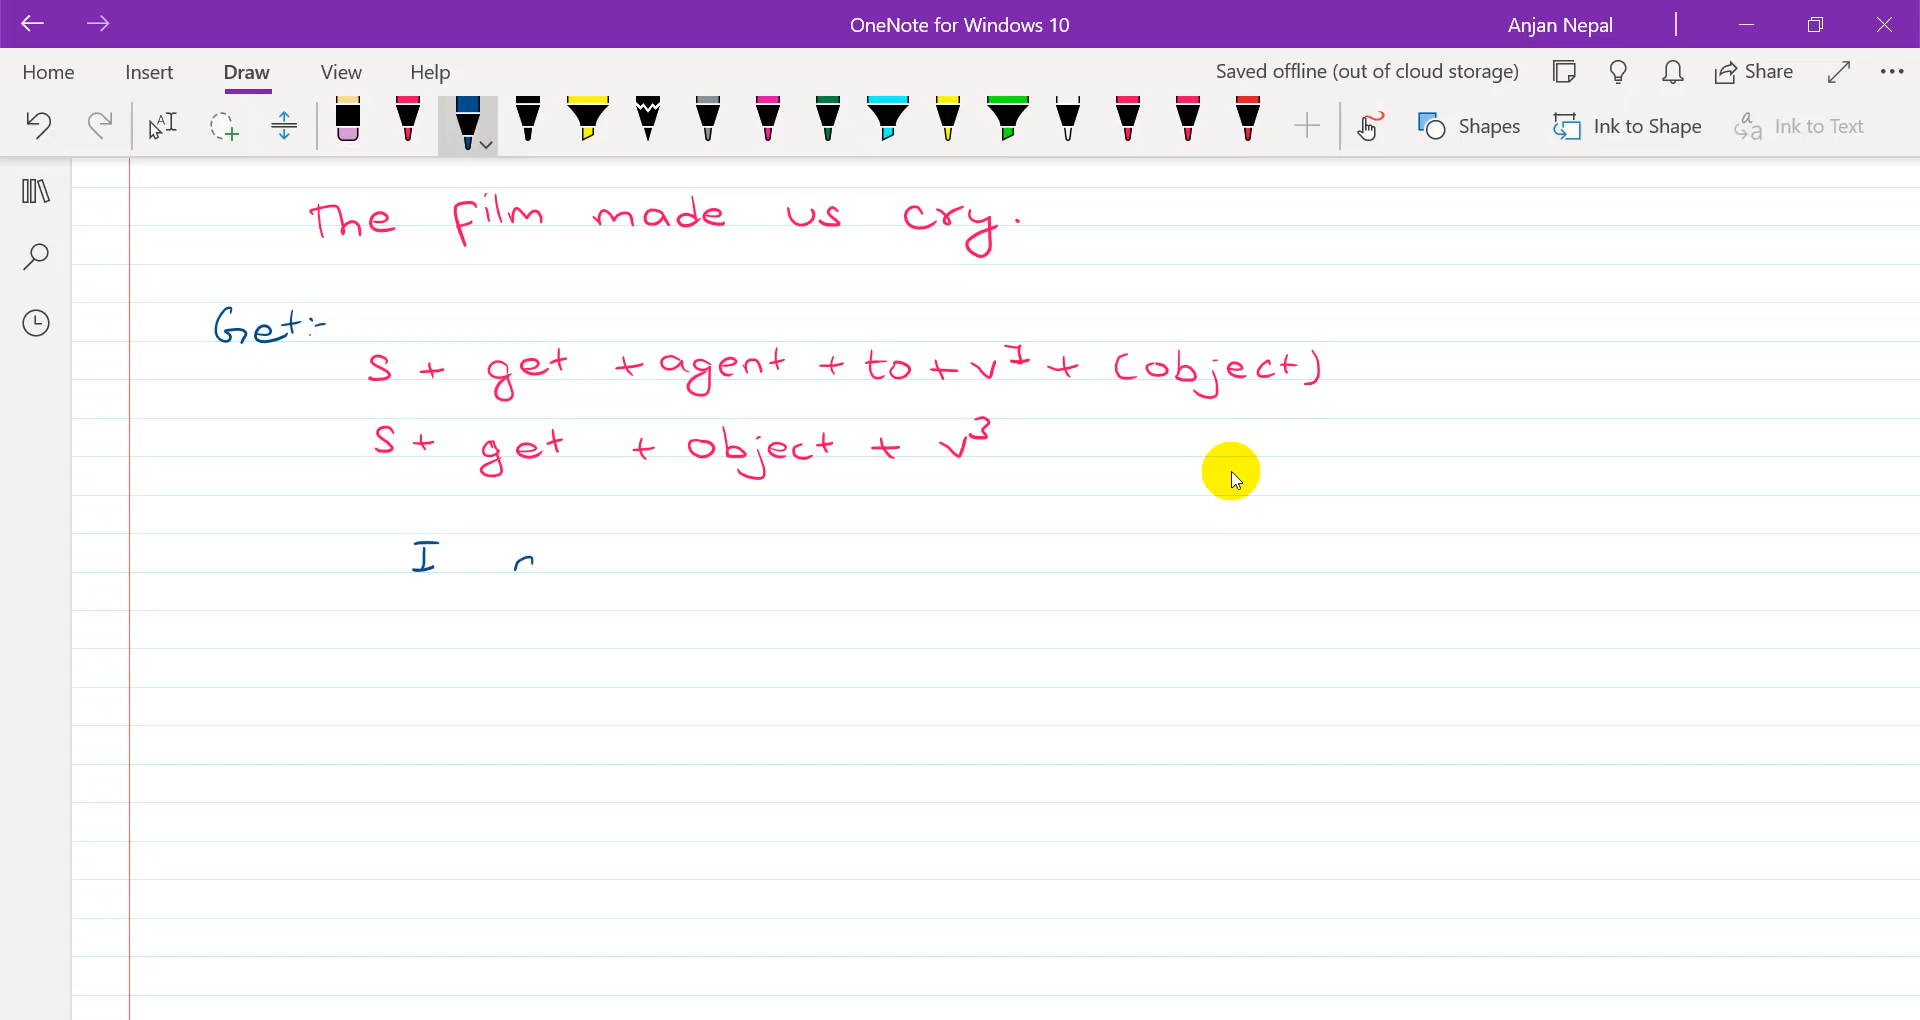 OneNote for Windows 10
Anjan Nepal
Home Insert Draw View Help
Saved offline (out of cloud storage) Share
Shapes Ink to Shape Ink to Text
The film made us cry.
Get:-
S + get + agent + to + v¹ + (object)
S + get + object + v³
I